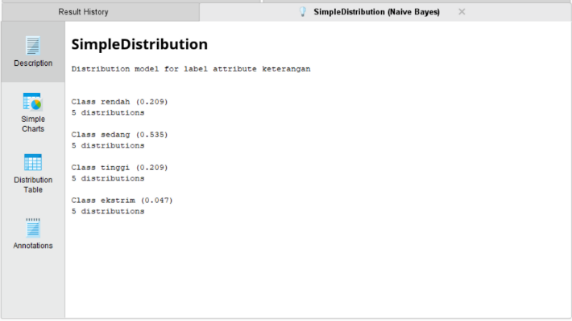 Result History
SimpleDistribution (Naive Bayes)
Description
Simple
Charts
Distribution
Table
Annotations
SimpleDistribution
Distribution model for label attribute keterangan
Class rendah (0.209)
5 distributions
Class sedang (0.535)
5 distributions
Class tinggi (0.209)
5 distributions
Class ekstrim (0.047)
5 distributions